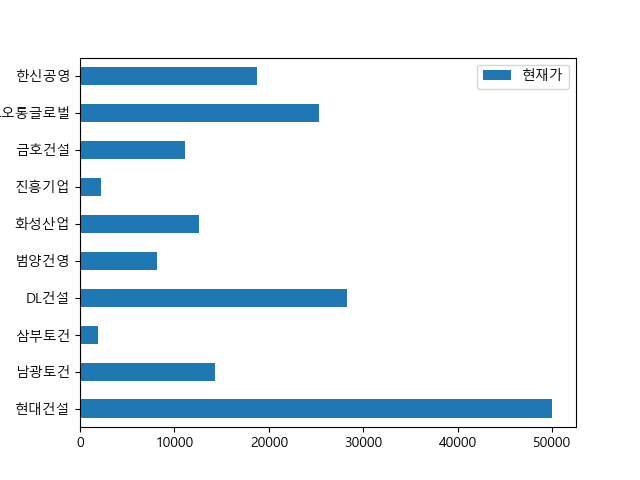 현재가
한신공영
오롱글로벌
금호건설
진흥기업
화성산업
범양건영
DL건설
삼부토건
남광토건
현대건설
0 10000 20000 30000 40000 50000